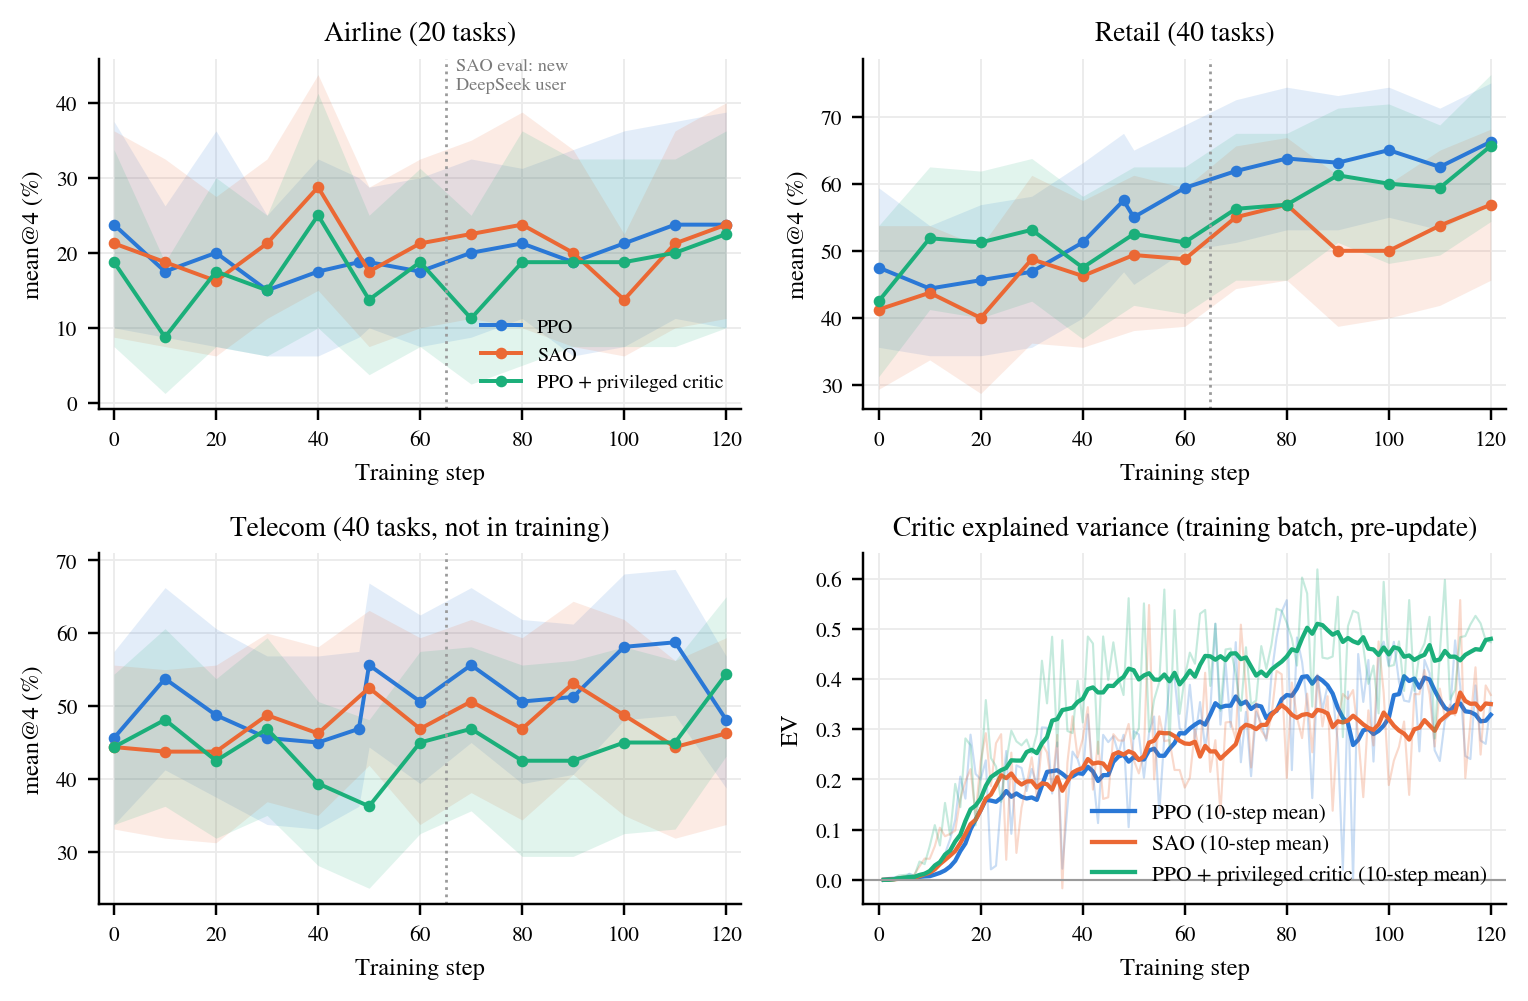 Airline (20 tasks)
mean@4 (%)
40
30
20
10
0
SAO eval: new
DeepSeek user
PPO
SAO
PPO + privileged critic
0 20 40 60 80 100 120
Training step
Retail (40 tasks)
mean@4 (%)
70
60
50
40
30
0 20 40 60 80 100 120
Training step
Telecom (40 tasks, not in training)
mean@4 (%)
70
60
50
40
30
0 20 40 60 80 100 120
Training step
Critic explained variance (training batch, pre-update)
EV
0.6
0.5
0.4
0.3
0.2
0.1
0.0
PPO (10-step mean)
SAO (10-step mean)
PPO + privileged critic (10-step mean)
0 20 40 60 80 100 120
Training step